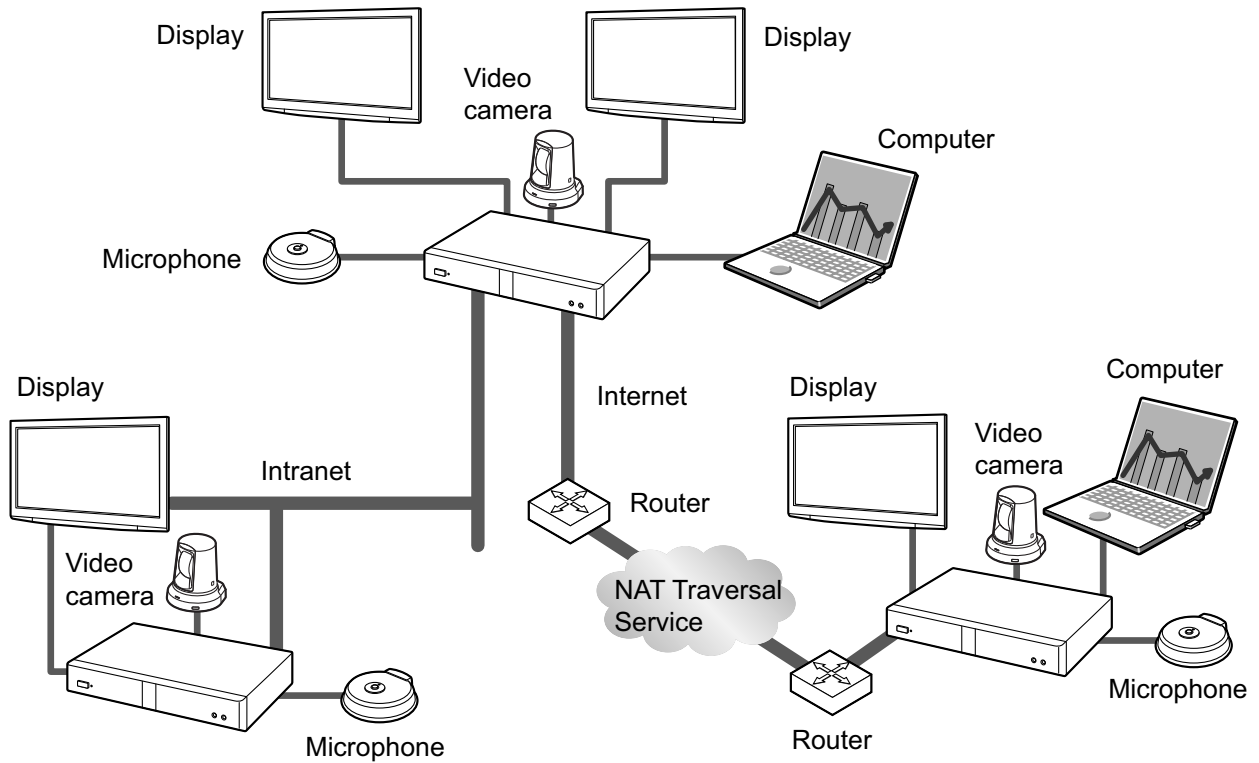 Display
Display
Video
camera
Computer
Microphone
Display
Internet
Display
Computer
Video
camera
Intranet
Router
Video
camera
NAT Traversal
Service
Microphone
Router
Microphone